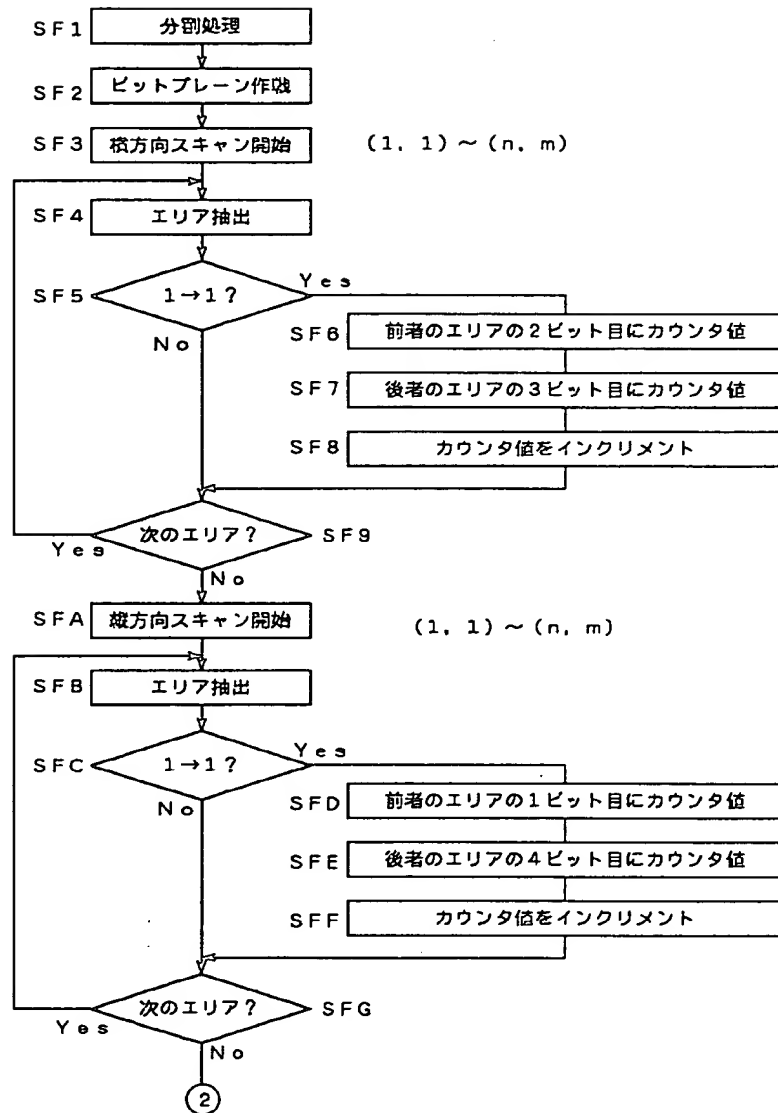 SF1 分割処理
SF2 ビットプレーン作成
SF3 横方向スキャン開始 (1, 1) ~ (n, m)
SF4 エリア抽出
SF5 1→1? Yes
No
SF6 前者のエリアの2ビット目にカウンタ値
SF7 後者のエリアの3ビット目にカウンタ値
SF8 カウンタ値をインクリメント
次のエリア? SF9
Yes
No
SFA 縦方向スキャン開始 (1, 1) ~ (n, m)
SFB エリア抽出
SFC 1→1? Yes
No
SFD 前者のエリアの1ビット目にカウンタ値
SFE 後者のエリアの4ビット目にカウンタ値
SFF カウンタ値をインクリメント
次のエリア? SFG
Yes
No
2